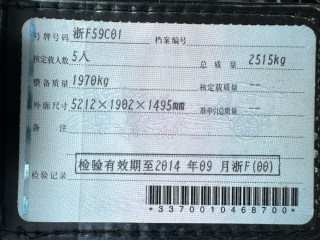 号牌号码 浙F59C01 档案编号
核定载人数 5人 总质量 2515kg
整备质量 1970kg 核定载质量 --
外廓尺寸 5212×1902×1495mm 准牵引总质量 --
备注
检验记录 检验有效期至2014 年09 月浙F(00)
*3370010468700*